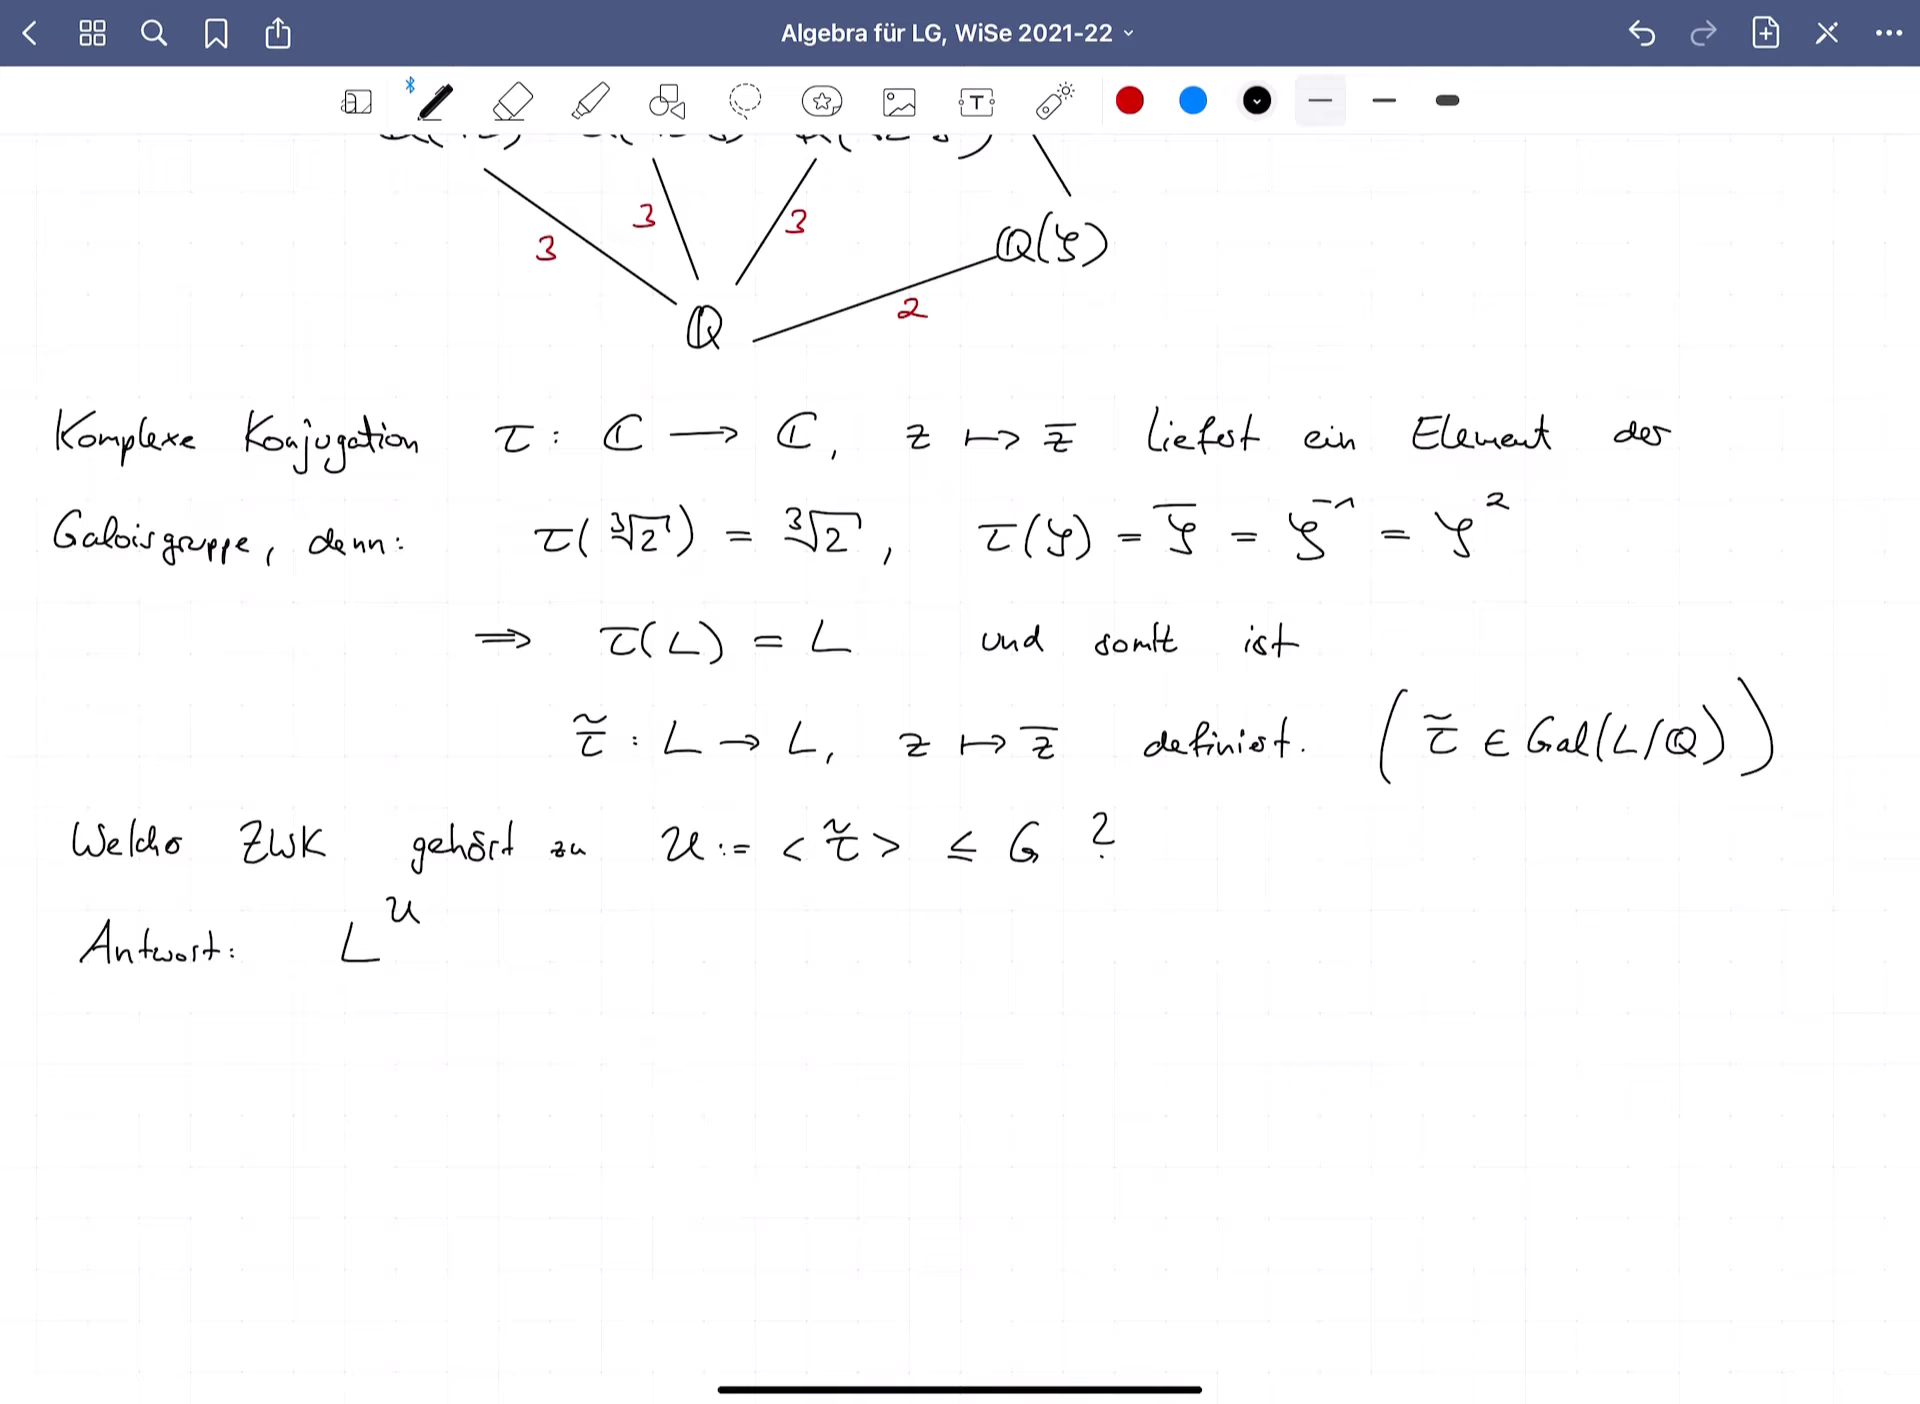 Algebra für LG, WiSe 2021-22
3 3 3 ℚ(ζ)
2
ℚ
Komplexe Konjugation τ: ℂ → ℂ, z ↦ z̄ liefert ein Element der
Galoisgruppe, denn: τ(∛2) = ∛2, τ(ζ) = ζ̄ = ζ⁻¹ = ζ²
⟹ τ(L) = L und somit ist
τ̃: L → L, z ↦ z̄ definiert. (τ̃ ∈ Gal(L/ℚ))
Welcher ZWK gehört zu U := <τ̃> ≤ G ?
Antwort: L^U